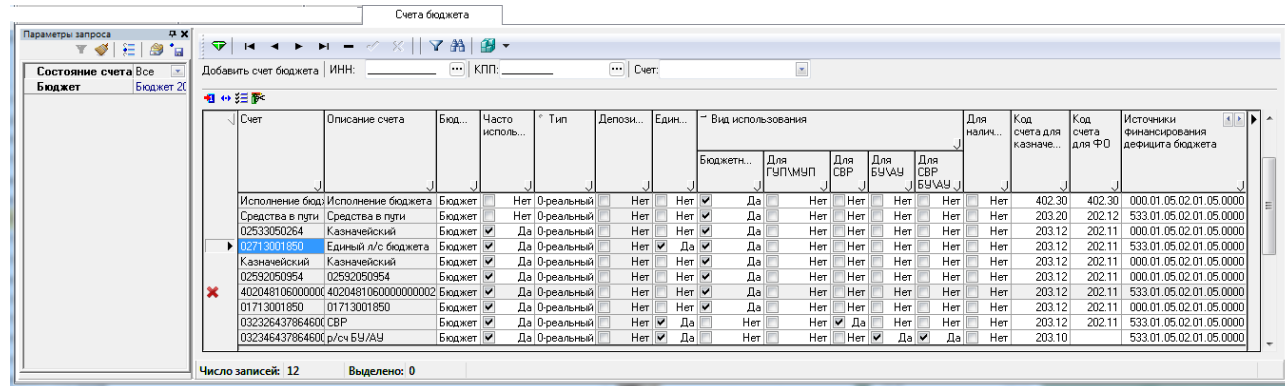 Счета бюджета
Параметры запроса
Состояние счета Все
Бюджет Бюджет 20
Добавить счет бюджета ИНН: КПП: Счет:
Счет Описание счета Бюд... Часто исполь... Тип Депози... Един... Вид использования Для налич... Код счета для казначе... Код счета для ФО Источники финансирования дефицита бюджета
Бюджетн... Для ГУП\МУП Для СВР Для БУ\АУ Для СВР БУ\АУ
Исполнение бюдж Исполнение бюджета Бюджет Нет 0-реальный Нет Нет Да Нет Нет Нет Нет Нет 402.30 402.30 000.01.05.02.01.05.0000
Средства в пути Средства в пути Бюджет Нет 0-реальный Нет Нет Да Нет Нет Нет Нет Нет 203.20 202.12 533.01.05.02.01.05.0000
02533050264 Казначейский Бюджет Да 0-реальный Нет Нет Да Нет Нет Нет Нет Нет 203.12 202.11 000.01.05.02.01.05.0000
02713001850 Единый л/с бюджета Бюджет Да 0-реальный Нет Да Да Нет Нет Нет Нет Нет 203.12 202.11 533.01.05.02.01.05.0000
Казначейский Казначейский Бюджет Да 0-реальный Нет Нет Да Нет Нет Нет Нет Нет 203.12 202.11 000.01.05.02.01.05.0000
02592050954 02592050954 Бюджет Да 0-реальный Нет Нет Да Нет Нет Нет Нет Нет 203.12 202.11 000.01.05.02.01.05.0000
402048106000000 4020481060000000002 Бюджет Да 0-реальный Нет Нет Да Нет Нет Нет Нет Нет 203.12 202.11 533.01.05.02.01.05.0000
01713001850 01713001850 Бюджет Да 0-реальный Нет Нет Да Нет Нет Нет Нет Нет 203.12 202.11 000.01.05.02.01.05.0000
032326437864600 СВР Бюджет Да 0-реальный Нет Да Нет Нет Да Нет Нет Нет 203.12 202.11 533.01.05.02.01.05.0000
032346437864600 р/сч БУ/АУ Бюджет Да 0-реальный Нет Да Нет Нет Нет Да Да Нет 203.10 533.01.05.02.01.05.0000
Число записей: 12 Выделено: 0